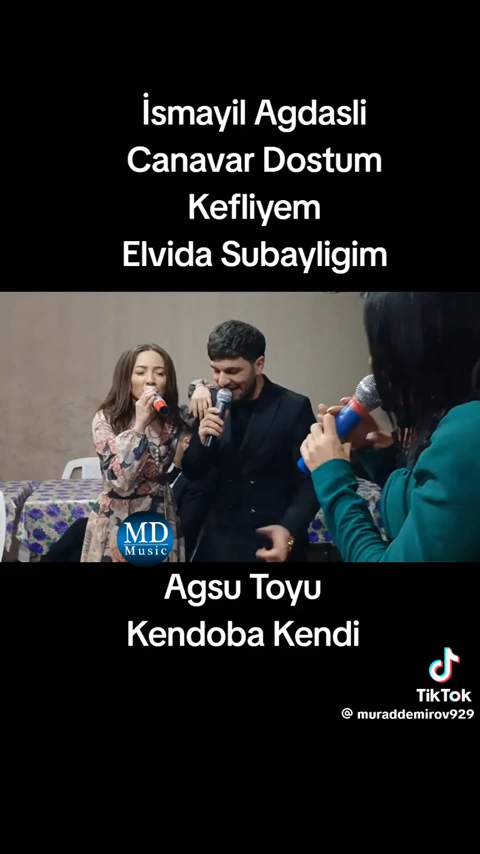 İsmayil Agdasli
Canavar Dostum
Kefliyem
Elvida Subayligim
MD
Music
Agsu Toyu
Kendoba Kendi
TikTok
@ muraddemirov929